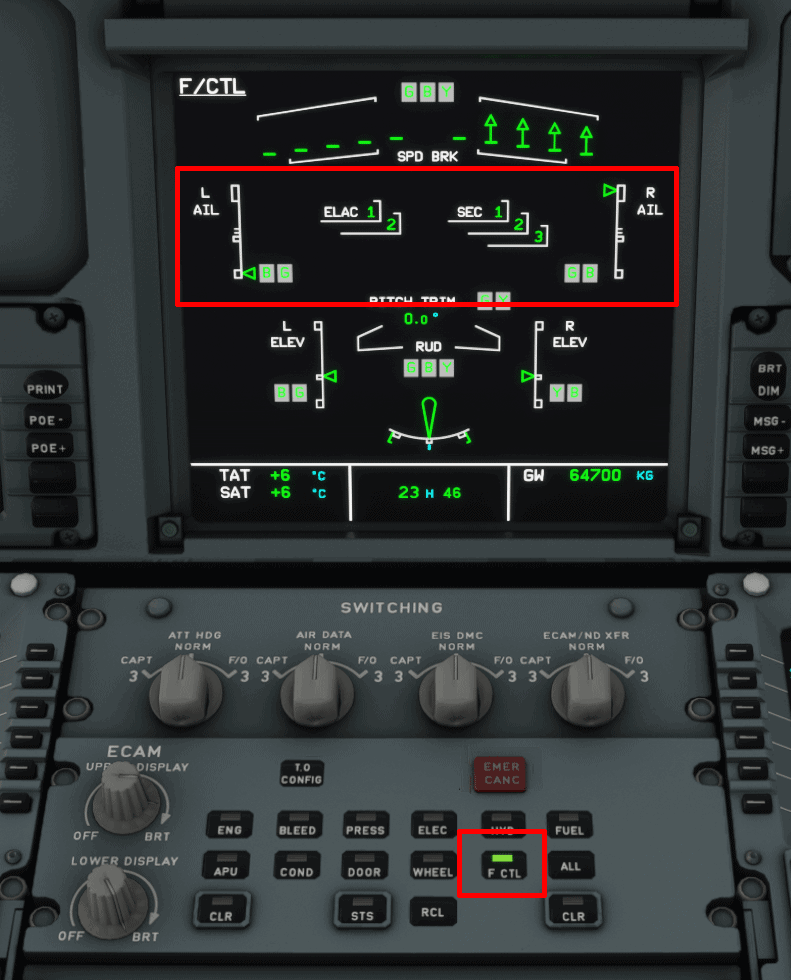 F/CTL
G B Y
SPD BRK
L
AIL
ELAC 1
2
SEC 1
2
3
R
AIL
B G
G B
PITCH TRIM G Y
0.0 °
L
ELEV
R
ELEV
RUD
G B Y
B G
Y B
TAT +6 °C
SAT +6 °C
23 H 46
GW 64700 KG
PRINT
POE -
POE +
BRT
DIM
MSG -
MSG+
SWITCHING
ATT HDG
NORM
CAPT
3
F/O
3
AIR DATA
NORM
CAPT
3
F/O
3
EIS DMC
NORM
CAPT
3
F/O
3
ECAM/ND XFR
NORM
CAPT
3
F/O
3
ECAM
UPPER DISPLAY
OFF BRT
LOWER DISPLAY
OFF BRT
T.O
CONFIG
EMER
CANC
ENG BLEED PRESS ELEC HYD FUEL
APU COND DOOR WHEEL F CTL ALL
CLR STS RCL CLR